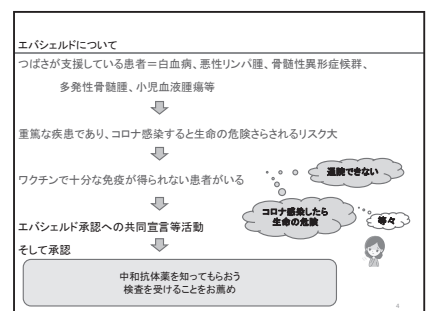 エバシェルドについて
つばさが支援している患者＝白血病、悪性リンパ腫、骨髄性異形症候群、
多発性骨髄腫、小児血液腫瘍等
重篤な疾患であり、コロナ感染すると生命の危険さらされるリスク大
退院できない
ワクチンで十分な免疫が得られない患者がいる
コロナ感染したら
生命の危険
等々
エバシェルド承認への共同宣言等活動
そして承認
中和抗体薬を知ってもらおう
検査を受けることをお薦め
4